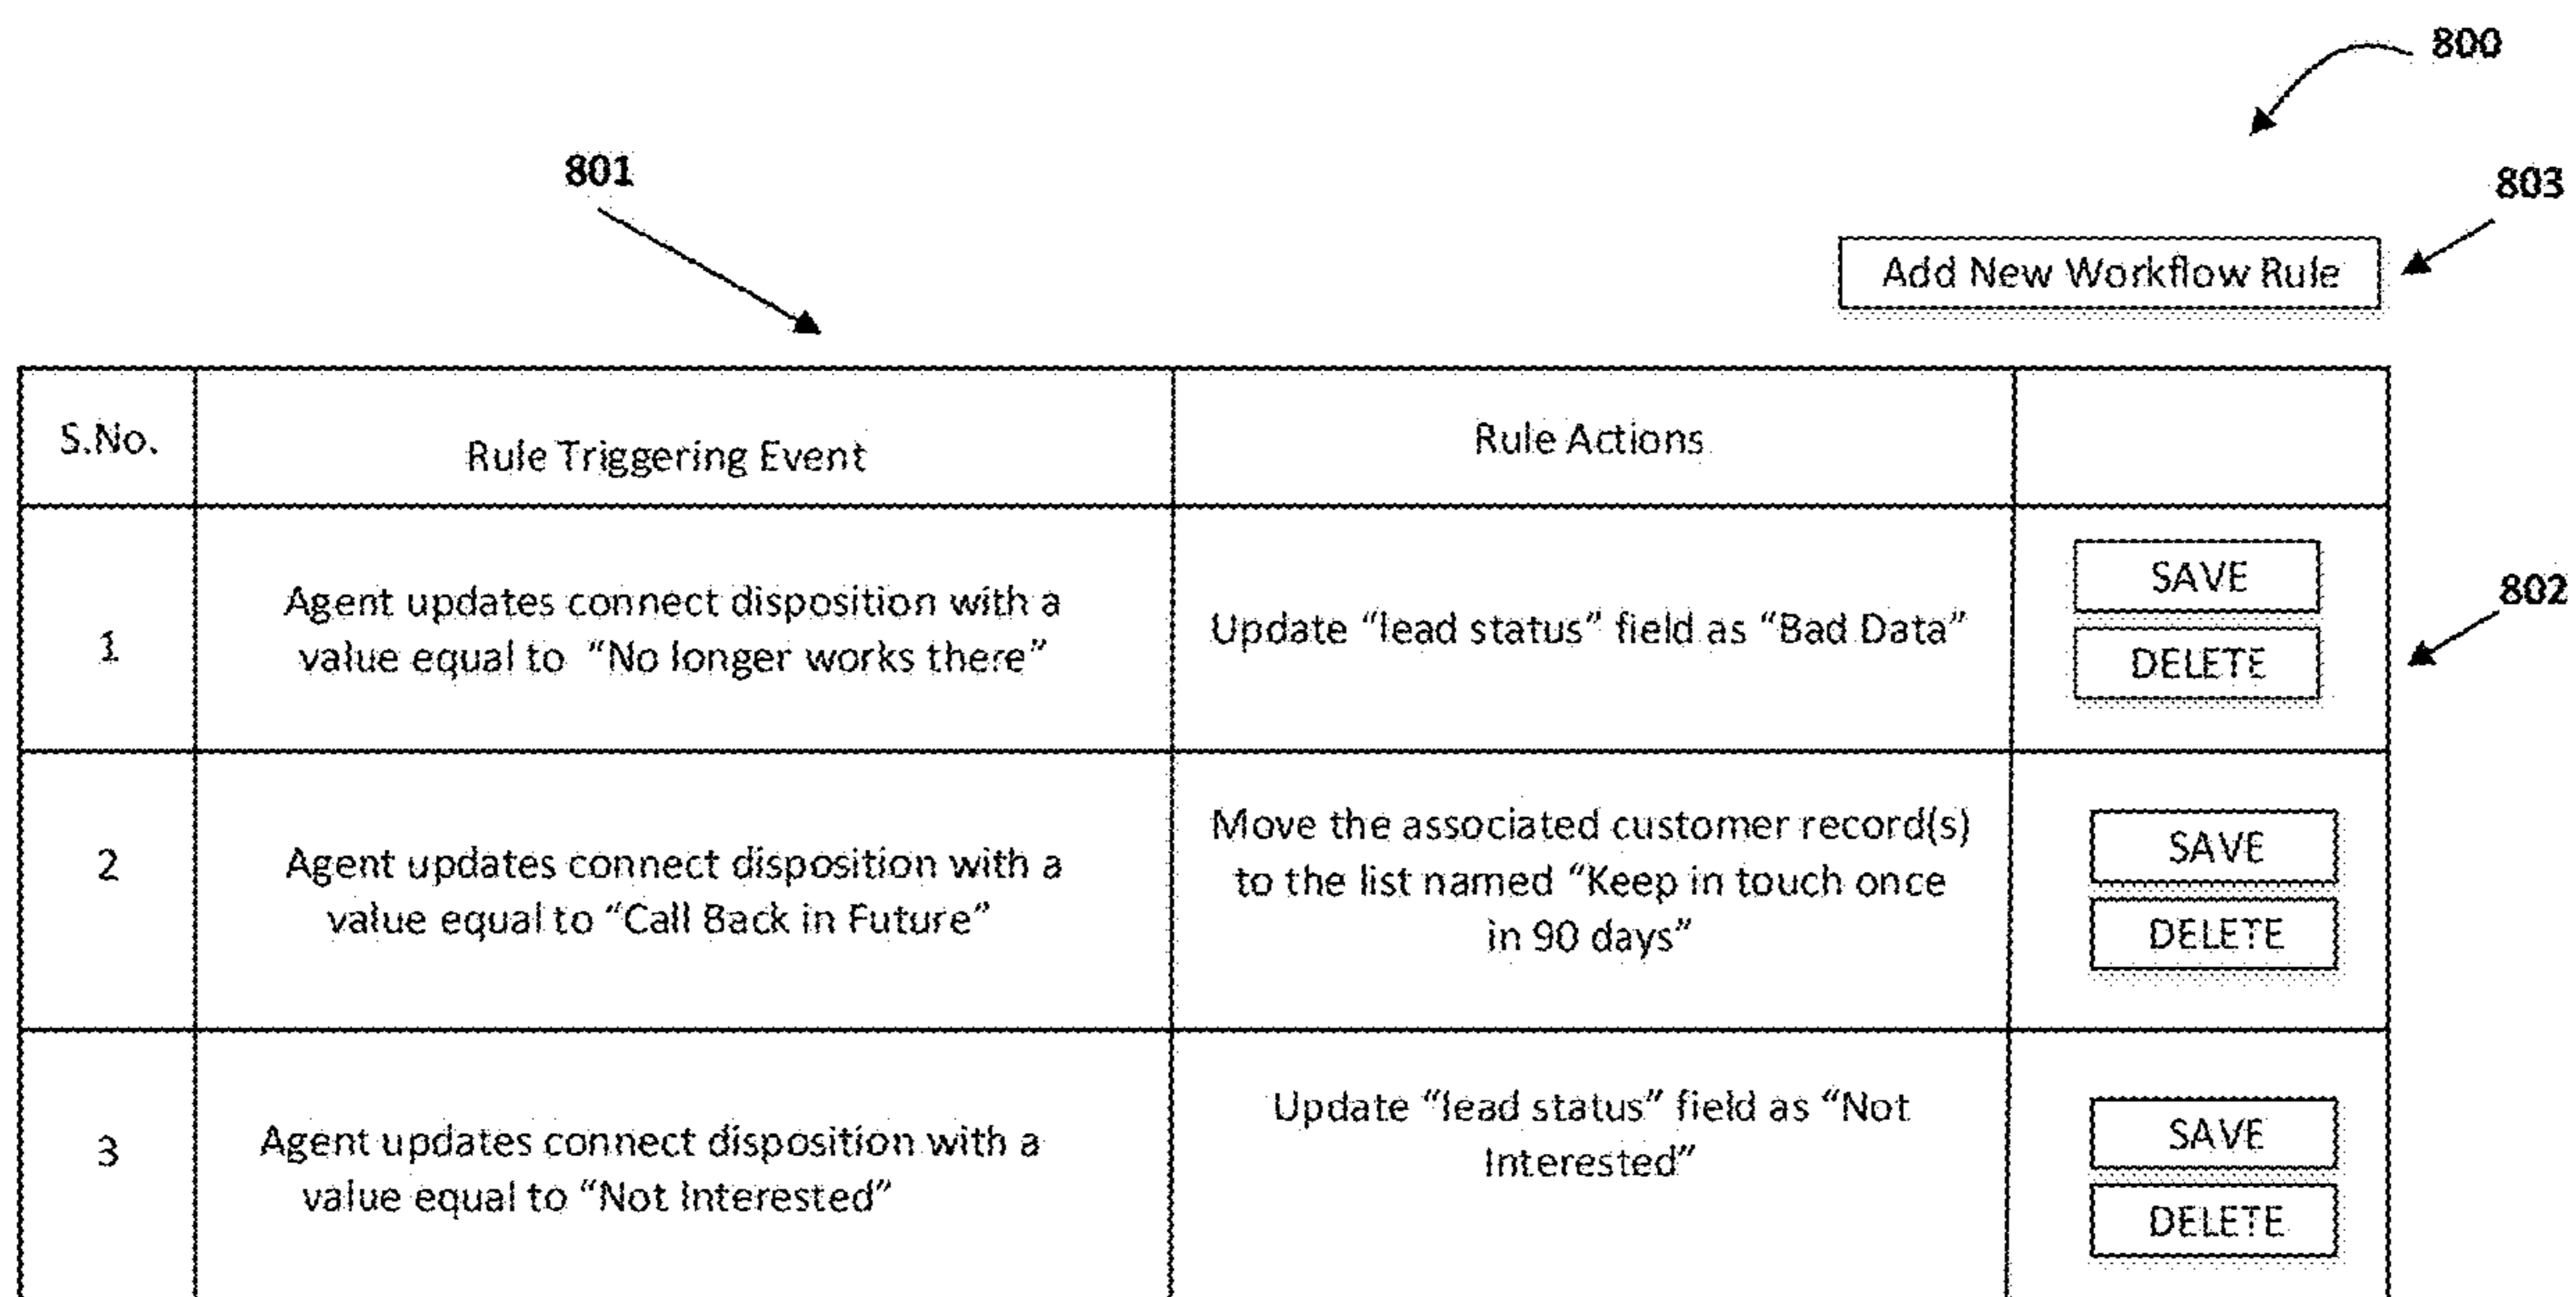 800
801
803
Add New Workflow Rule
S.No.
Rule Triggering Event
Rule Actions
1
Agent updates connect disposition with a
value equal to "No longer works there"
Update "lead status" field as "Bad Data"
SAVE
DELETE
802
2
Agent updates connect disposition with a
value equal to "Call Back in Future"
Move the associated customer record(s)
to the list named "Keep in touch once
in 90 days"
SAVE
DELETE
3
Agent updates connect disposition with a
value equal to "Not Interested"
Update "lead status" field as "Not
Interested"
SAVE
DELETE